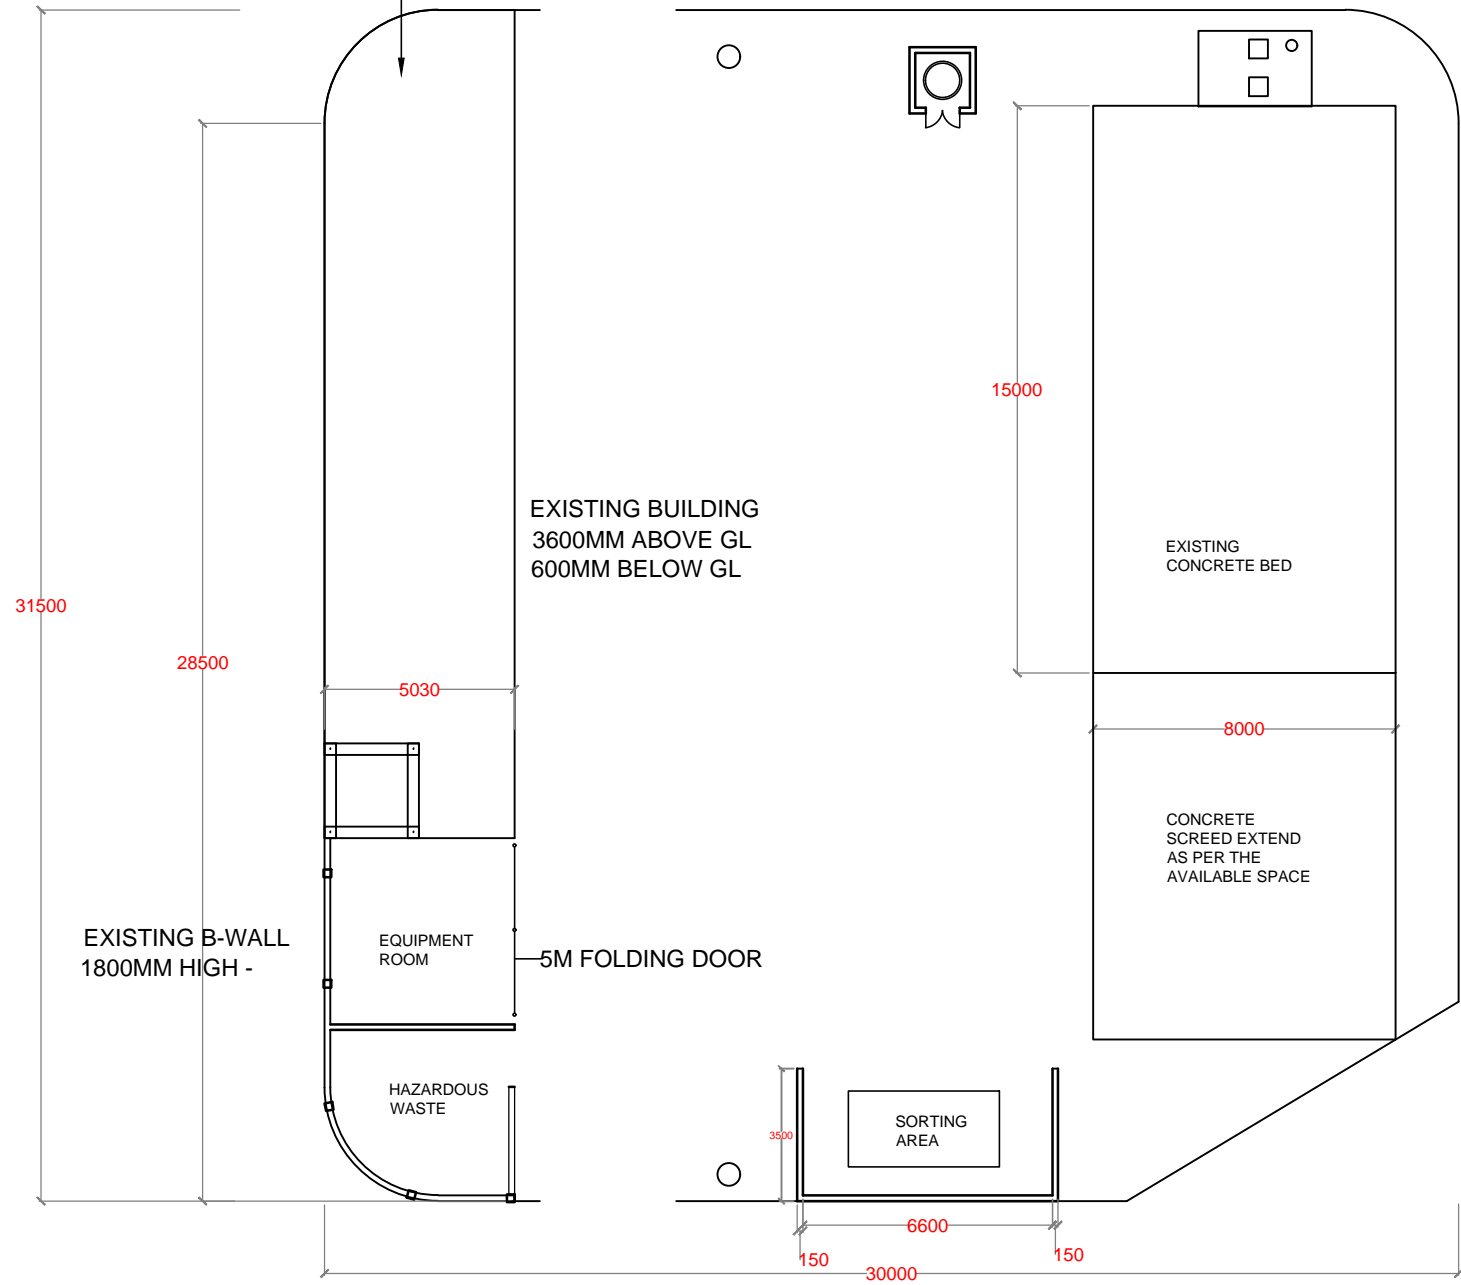 15000
EXISTING BUILDING
3600MM ABOVE GL
600MM BELOW GL
EXISTING
CONCRETE BED
31500
28500
5030
8000
CONCRETE
SCREED EXTEND
AS PER THE
AVAILABLE SPACE
EXISTING B-WALL
1800MM HIGH -
EQUIPMENT
ROOM
5M FOLDING DOOR
HAZARDOUS
WASTE
3500
SORTING
AREA
6600
150
150
30000